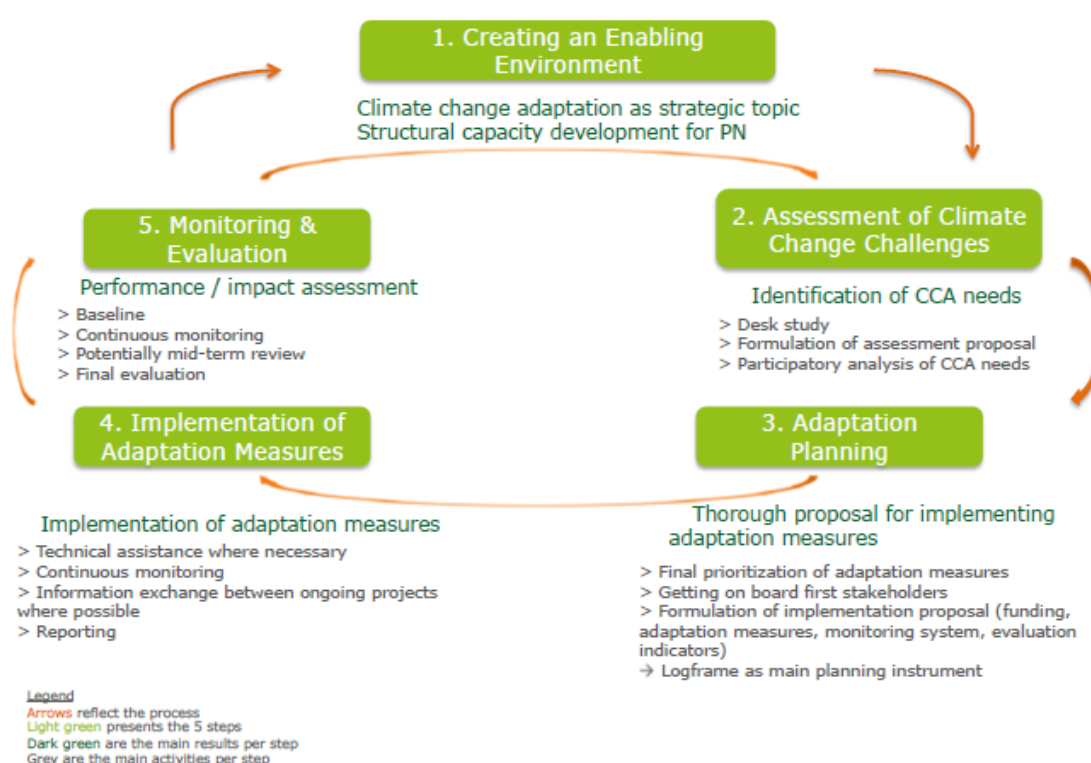 1. Creating an Enabling
Environment
Climate change adaptation as strategic topic
Structural capacity development for PN
2. Assessment of Climate
Change Challenges
Identification of CCA needs
> Desk study
> Formulation of assessment proposal
> Participatory analysis of CCA needs
3. Adaptation
Planning
Thorough proposal for implementing
adaptation measures
> Final prioritization of adaptation measures
> Getting on board first stakeholders
> Formulation of implementation proposal (funding,
adaptation measures, monitoring system, evaluation
indicators)
→ Logframe as main planning instrument
4. Implementation of
Adaptation Measures
Implementation of adaptation measures
> Technical assistance where necessary
> Continuous monitoring
> Information exchange between ongoing projects
where possible
> Reporting
5. Monitoring &
Evaluation
Performance / impact assessment
> Baseline
> Continuous monitoring
> Potentially mid-term review
> Final evaluation
Legend
Arrows reflect the process
Light green presents the 5 steps
Dark green are the main results per step
Grey are the main activities per step